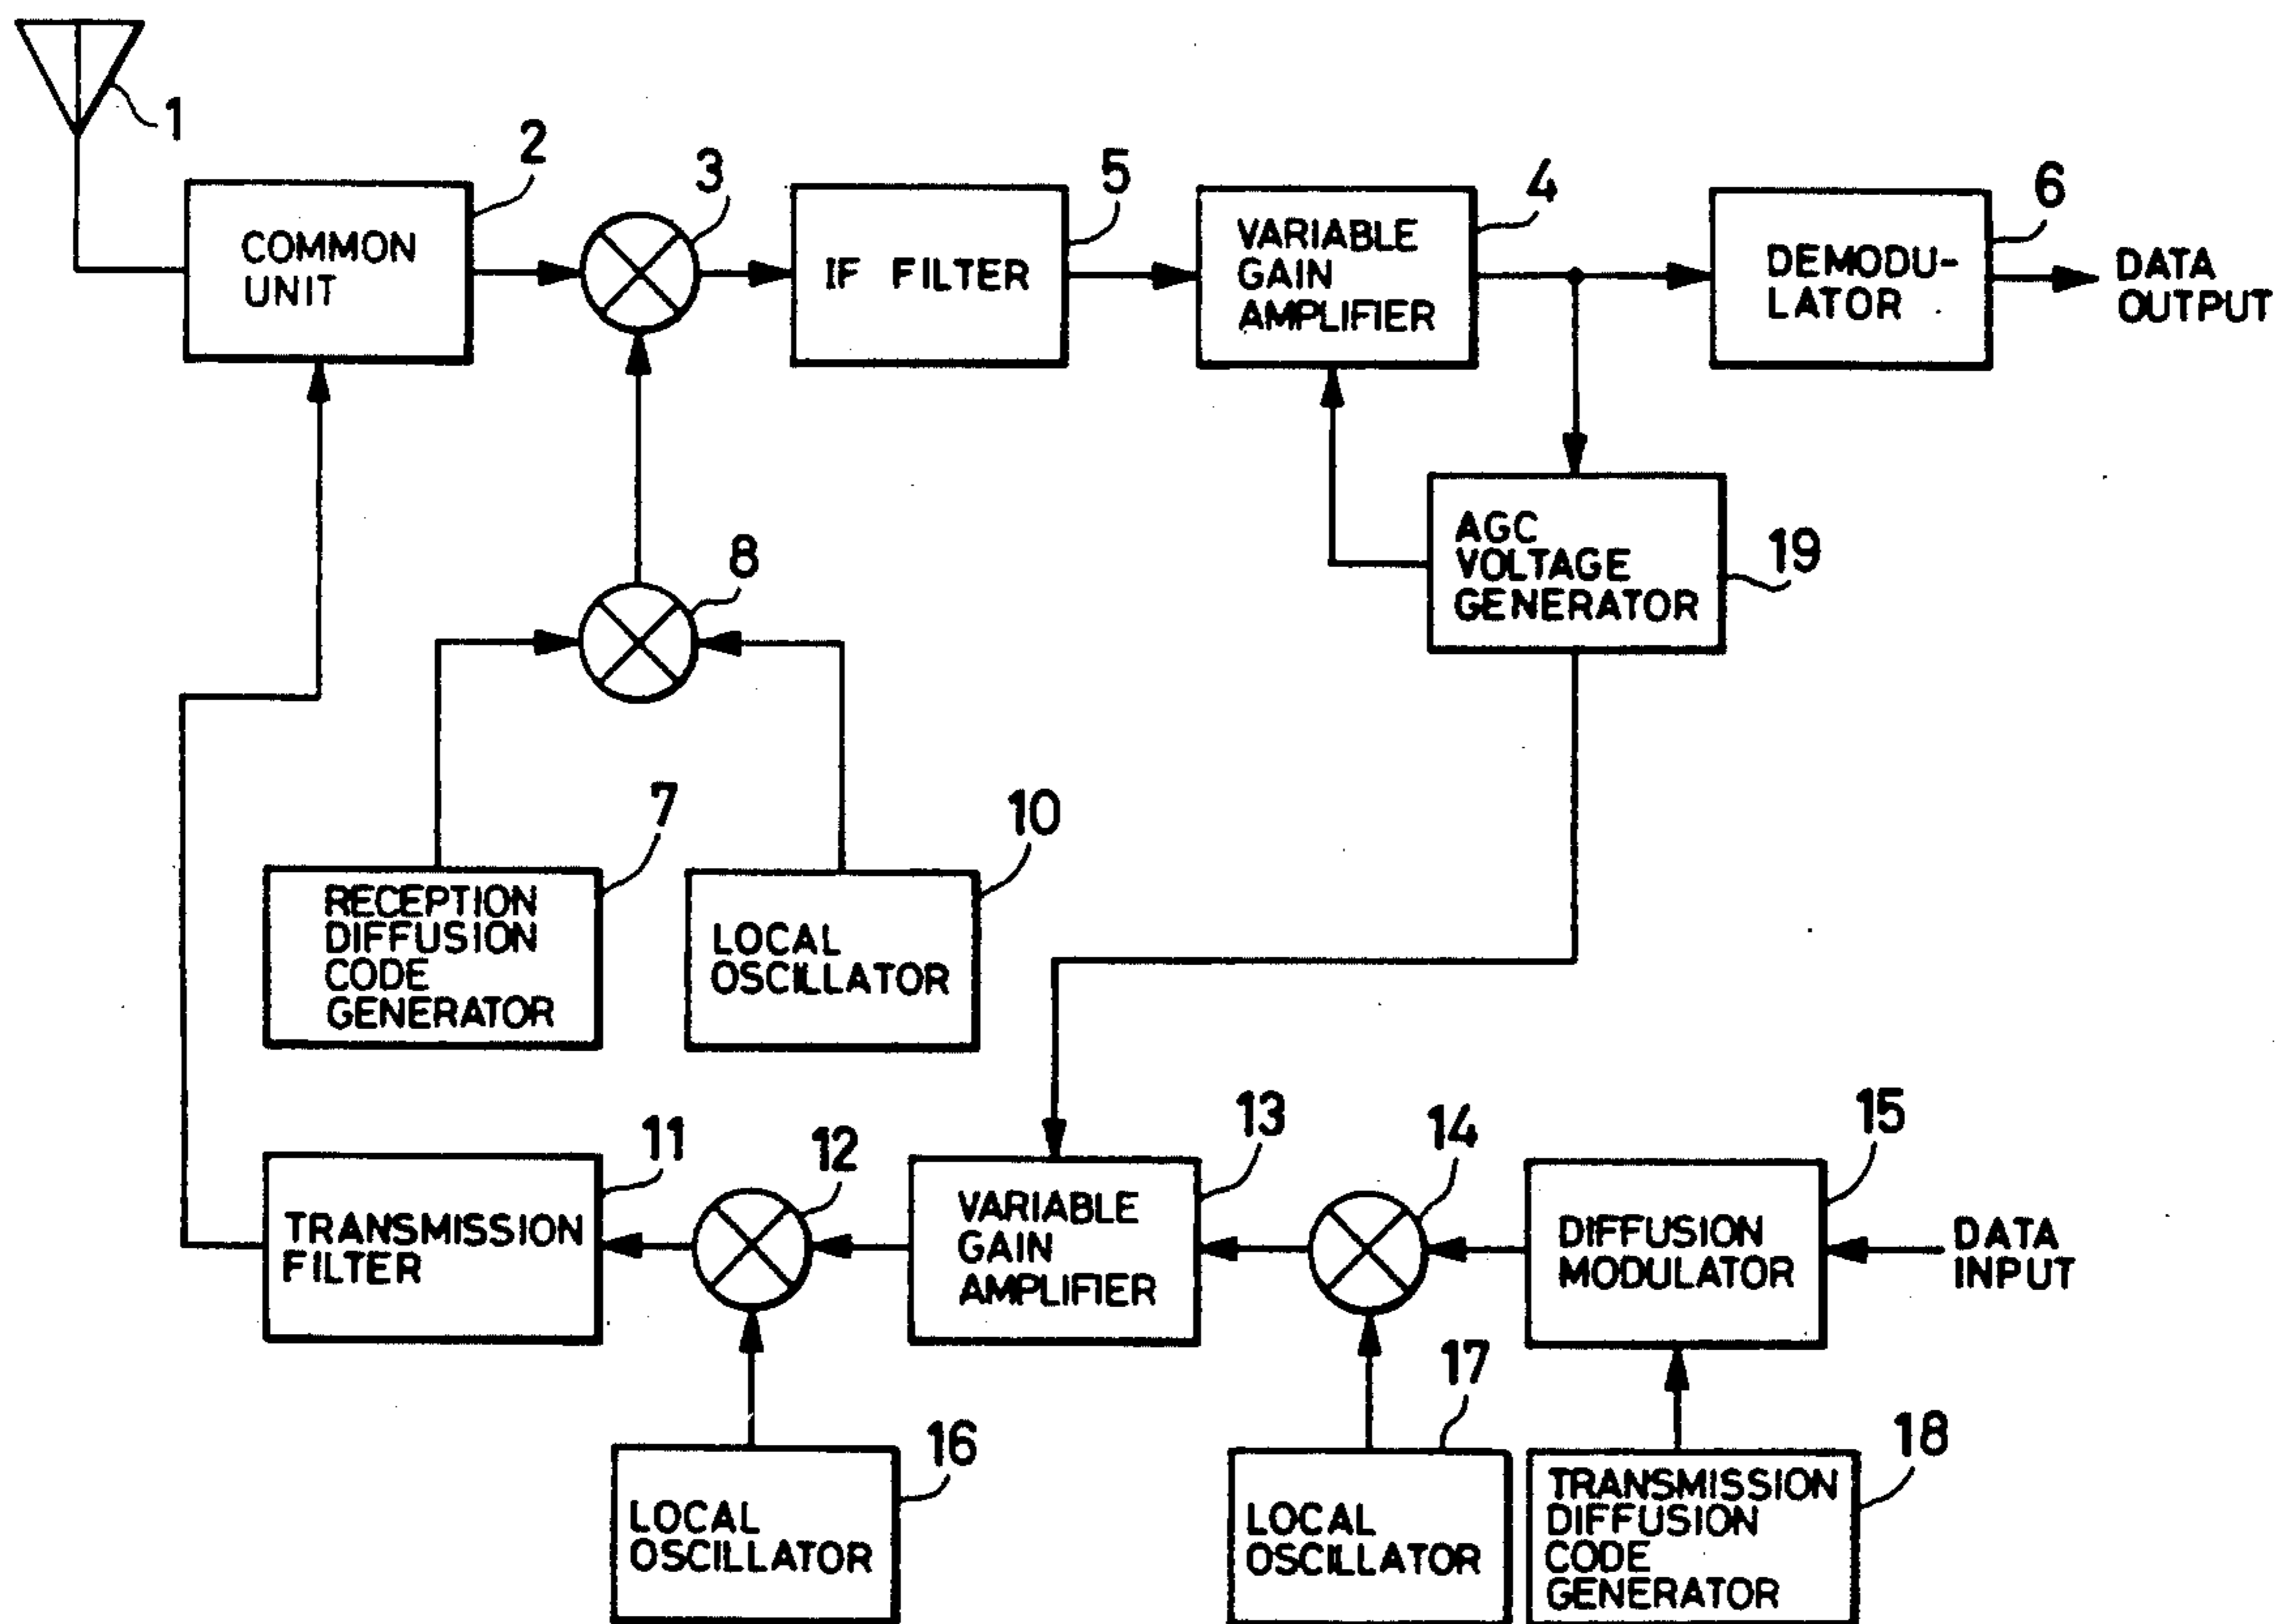 1
2
COMMON
UNIT
3
5
IF FILTER
4
VARIABLE
GAIN
AMPLIFIER
6
DEMODU-
LATOR
DATA
OUTPUT
AGC
VOLTAGE
GENERATOR
19
8
7
RECEPTION
DIFFUSION
CODE
GENERATOR
10
LOCAL
OSCILLATOR
11
TRANSMISSION
FILTER
12
13
VARIABLE
GAIN
AMPLIFIER
14
15
DIFFUSION
MODULATOR
DATA
INPUT
16
LOCAL
OSCILLATOR
17
LOCAL
OSCILLATOR
18
TRANSMISSION
DIFFUSION
CODE
GENERATOR